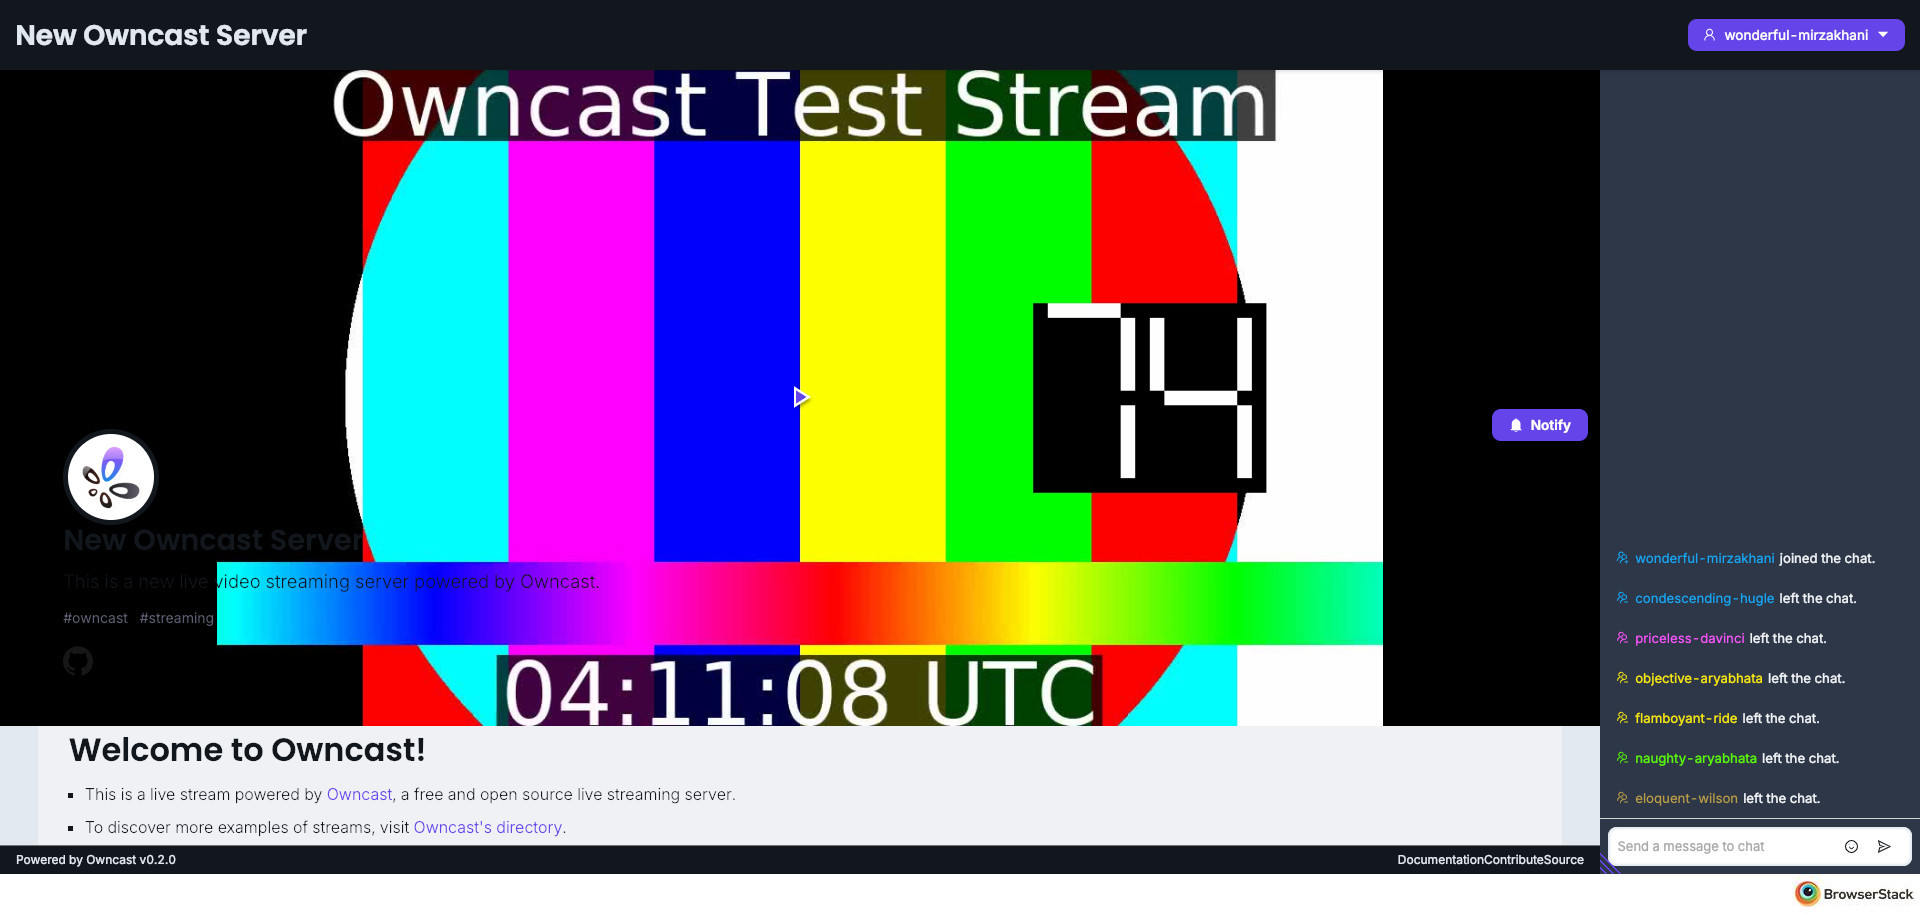 New Owncast Server
wonderful-mirzakhani
Owncast Test Stream
74
Notify
New Owncast Server
This is a new live video streaming server powered by Owncast.
#owncast #streaming
04:11:08 UTC
Welcome to Owncast!
This is a live stream powered by Owncast, a free and open source live streaming server.
To discover more examples of streams, visit Owncast's directory.
Powered by Owncast v0.2.0
DocumentationContributeSource
wonderful-mirzakhani joined the chat.
condescending-hugle left the chat.
priceless-davinci left the chat.
objective-aryabhata left the chat.
flamboyant-ride left the chat.
naughty-aryabhata left the chat.
eloquent-wilson left the chat.
Send a message to chat
BrowserStack